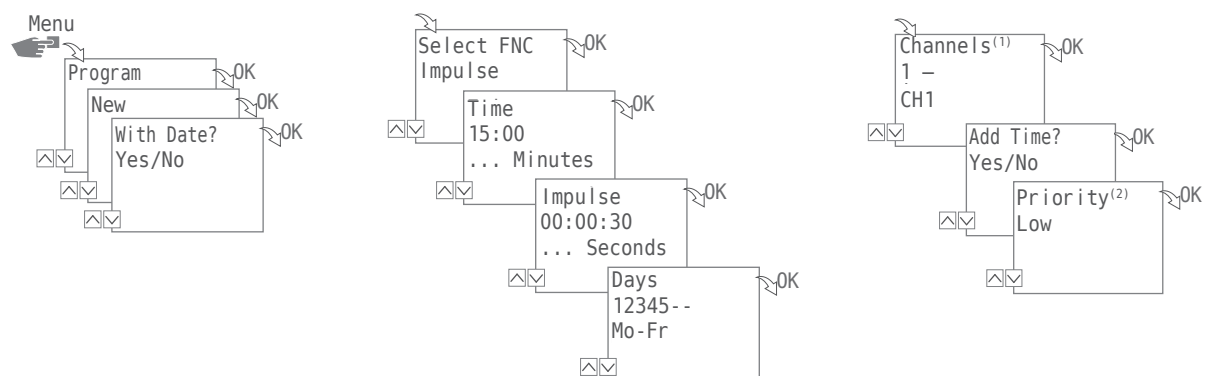 Menu
Program
OK
New
OK
With Date?
OK
Yes/No
Select FNC
OK
Impulse
Time
OK
15:00
... Minutes
Impulse
OK
00:00:30
... Seconds
Days
OK
12345--
Mo-Fr
Channels(1)
OK
1 –
CH1
Add Time?
OK
Yes/No
Priority(2)
OK
Low